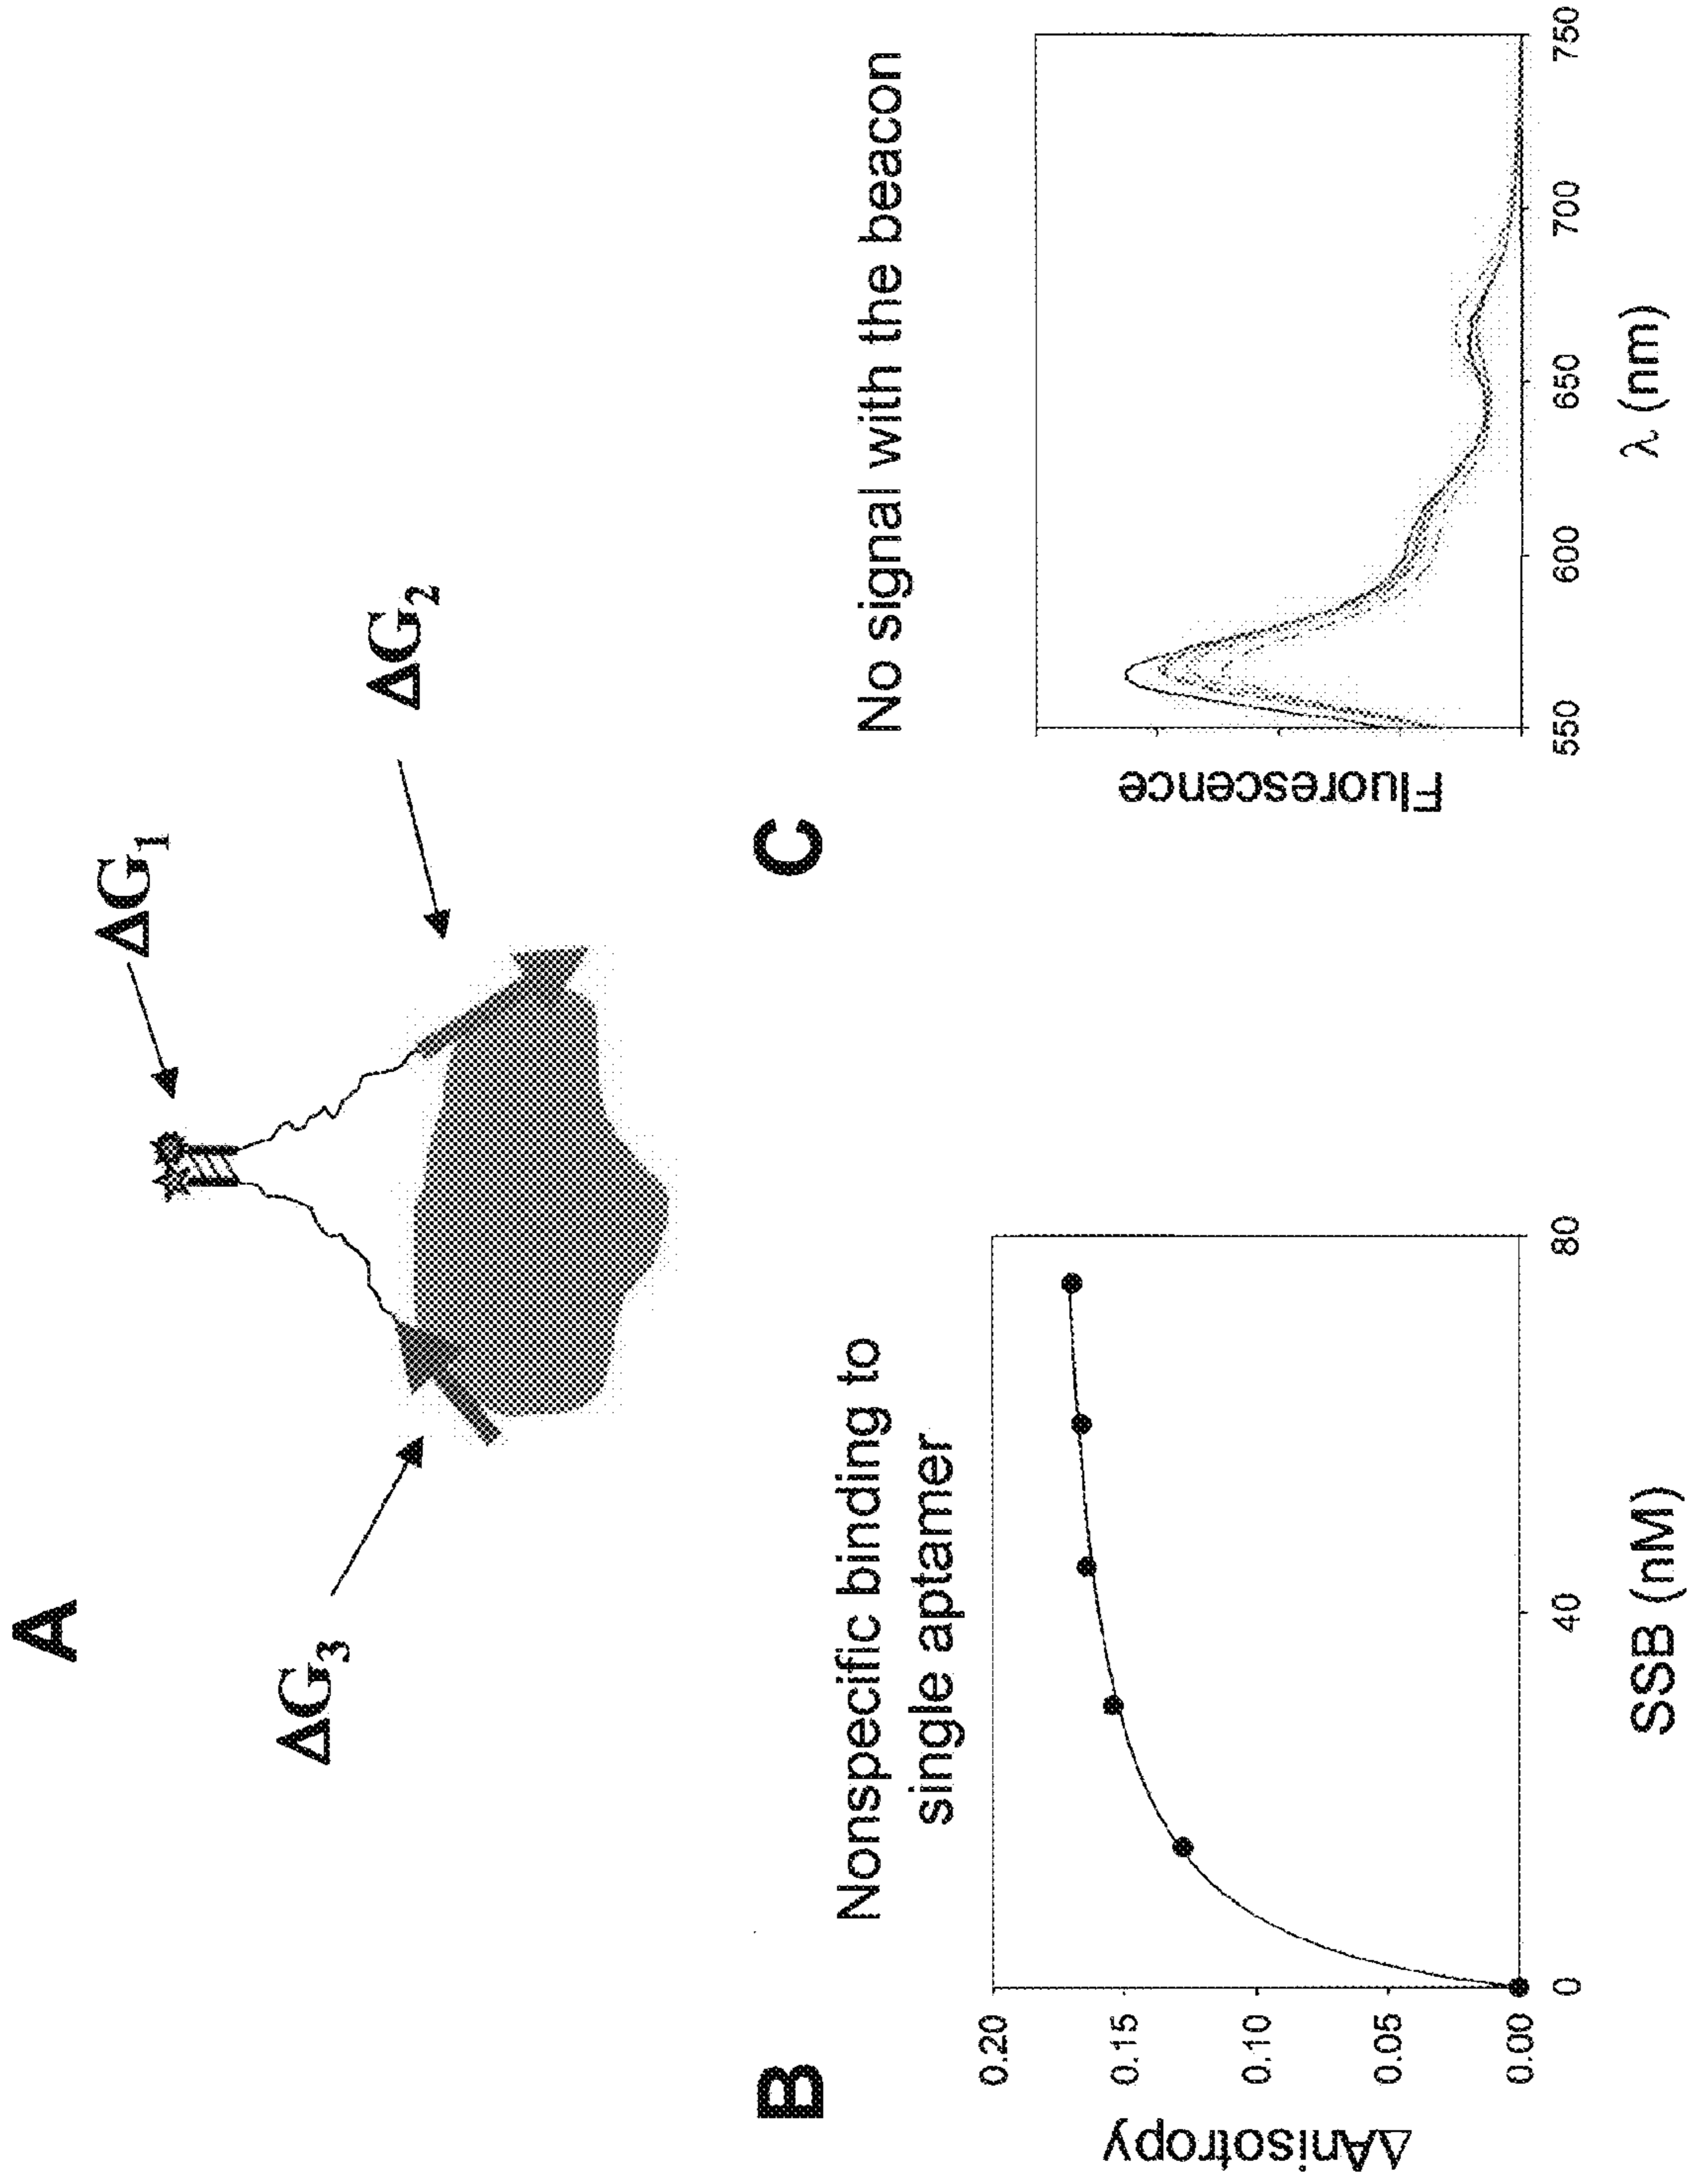 A
ΔG₁
ΔG₂
ΔG₃
B
Nonspecific binding to
single aptamer
ΔAnisotropy
0.20
0.15
0.10
0.05
0.00
0
40
80
SSB (nM)
C
No signal with the beacon
Fluorescence
550
600
650
700
750
λ (nm)